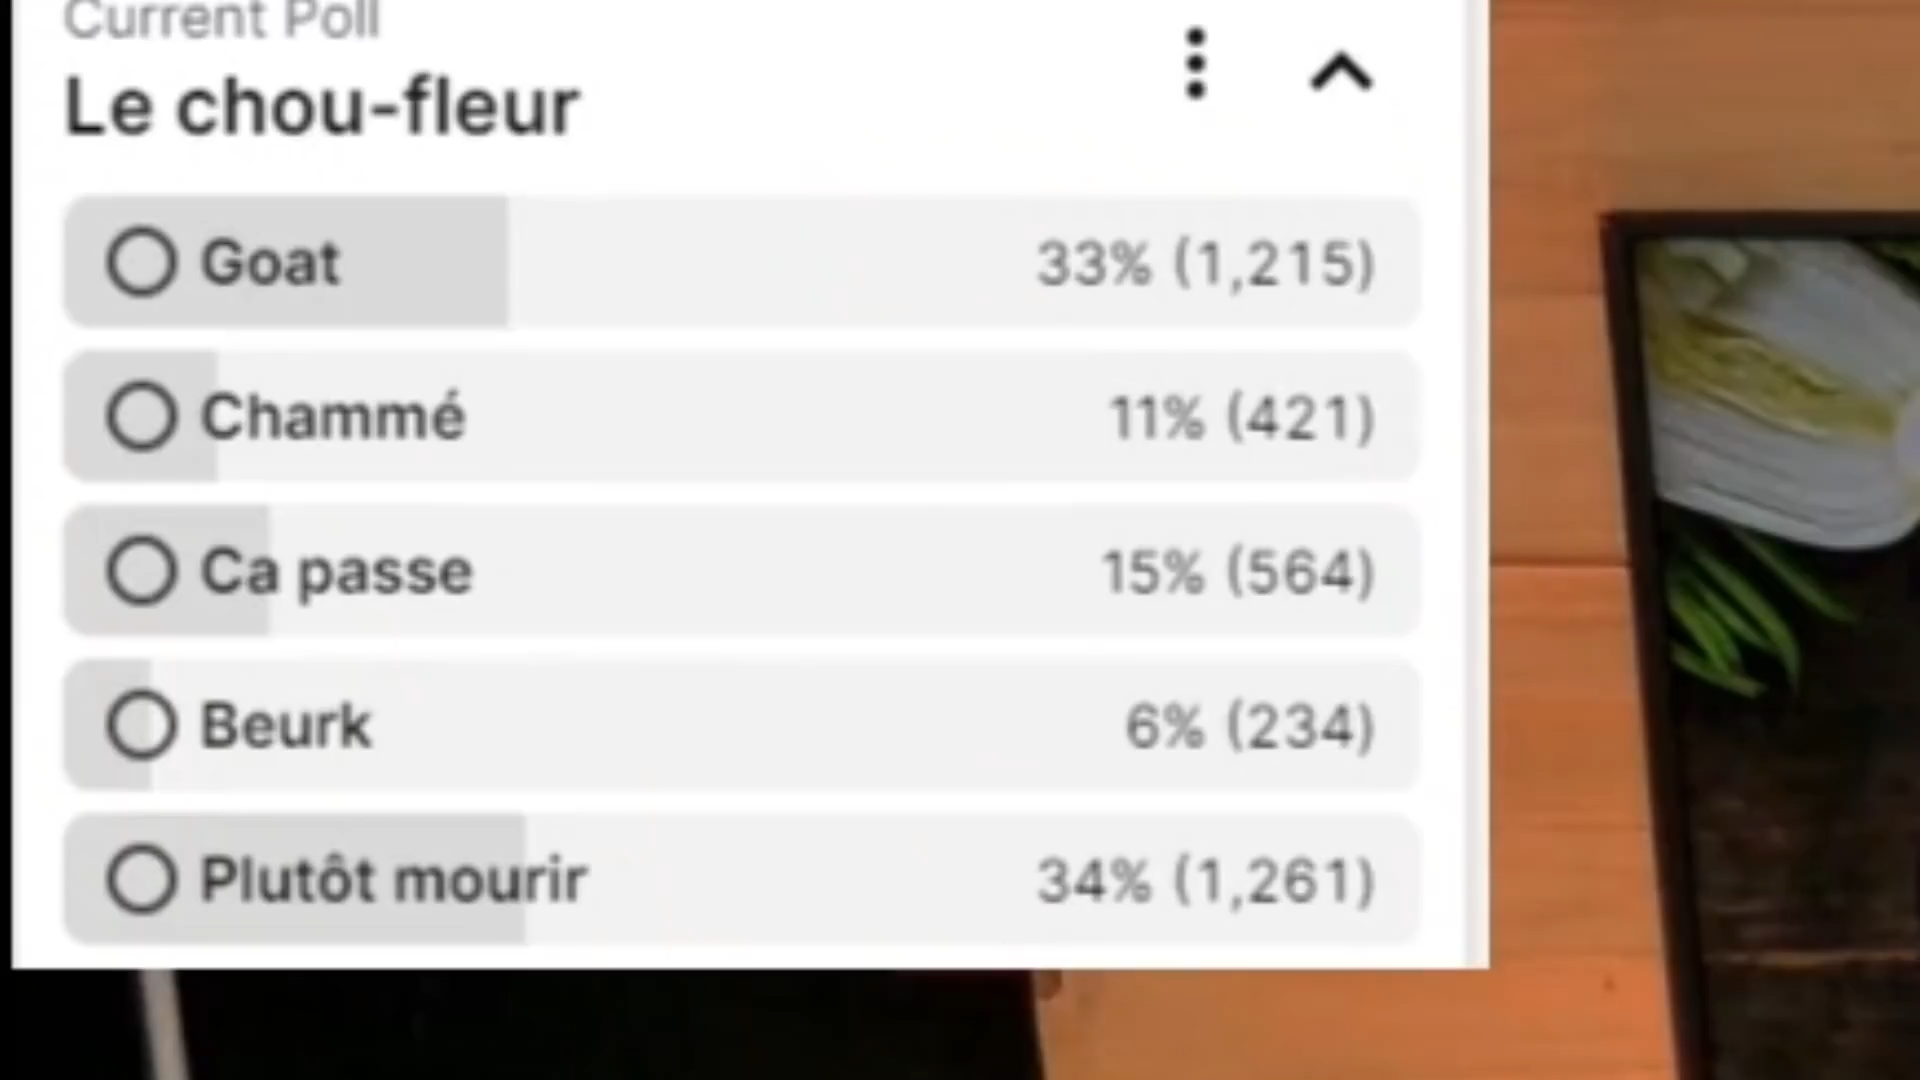 Current Poll
Le chou-fleur
Goat 33% (1,215)
Chammé 11% (421)
Ca passe 15% (564)
Beurk 6% (234)
Plutôt mourir 34% (1,261)